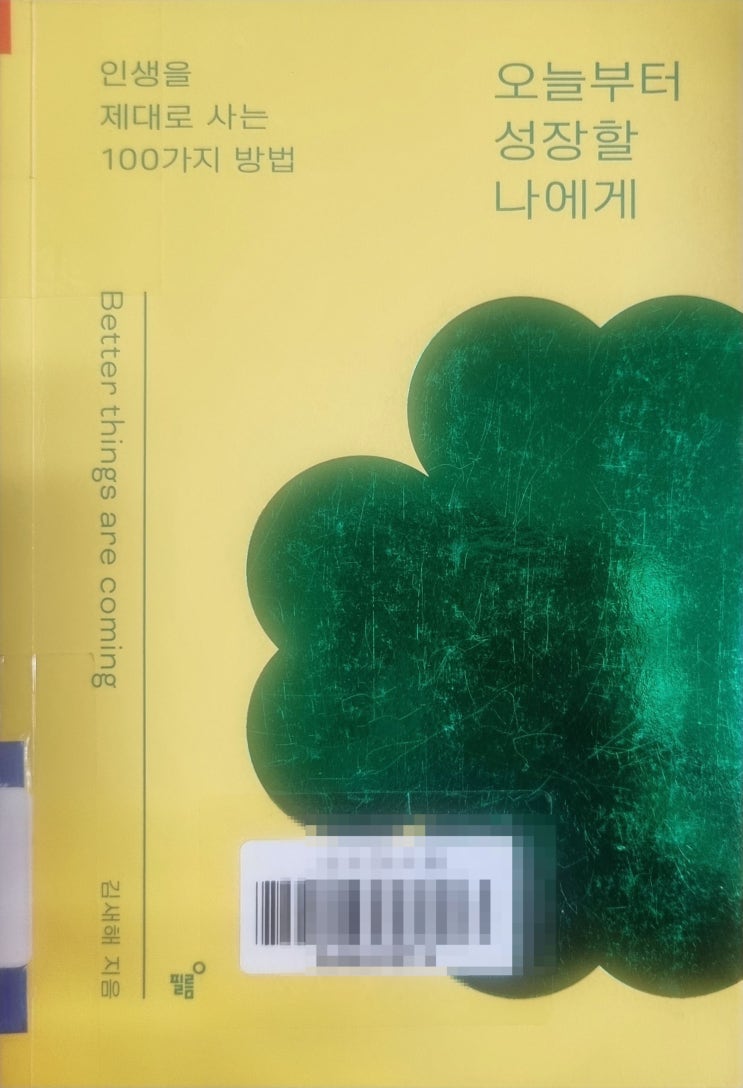 인생을
제대로 사는
100가지 방법
오늘부터
성장할
나에게
Better things are coming
김새해 지음
필름